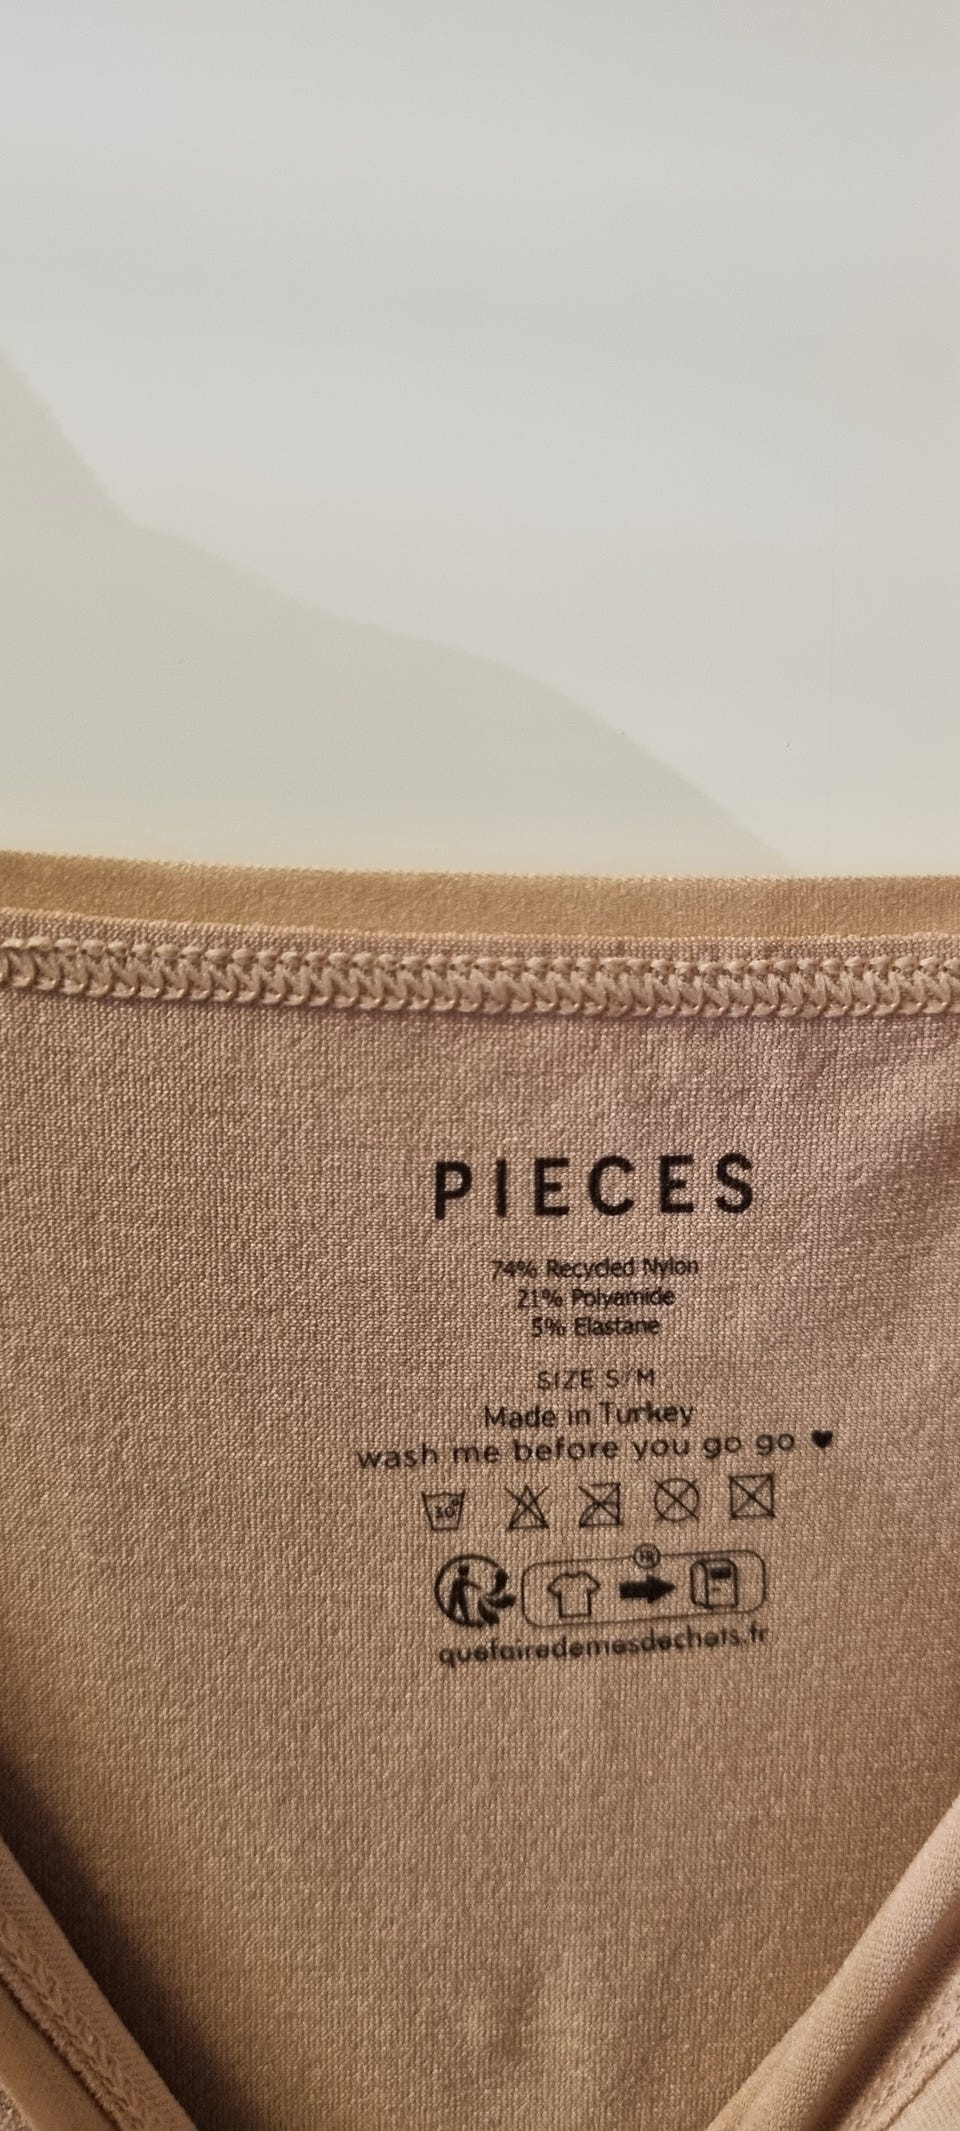 PIECES
74% Recycled Nylon
21% Polyamide
5% Elastane
SIZE S/M
Made in Turkey
wash me before you go go ♥
30°
FR
quefairedemesdechets.fr